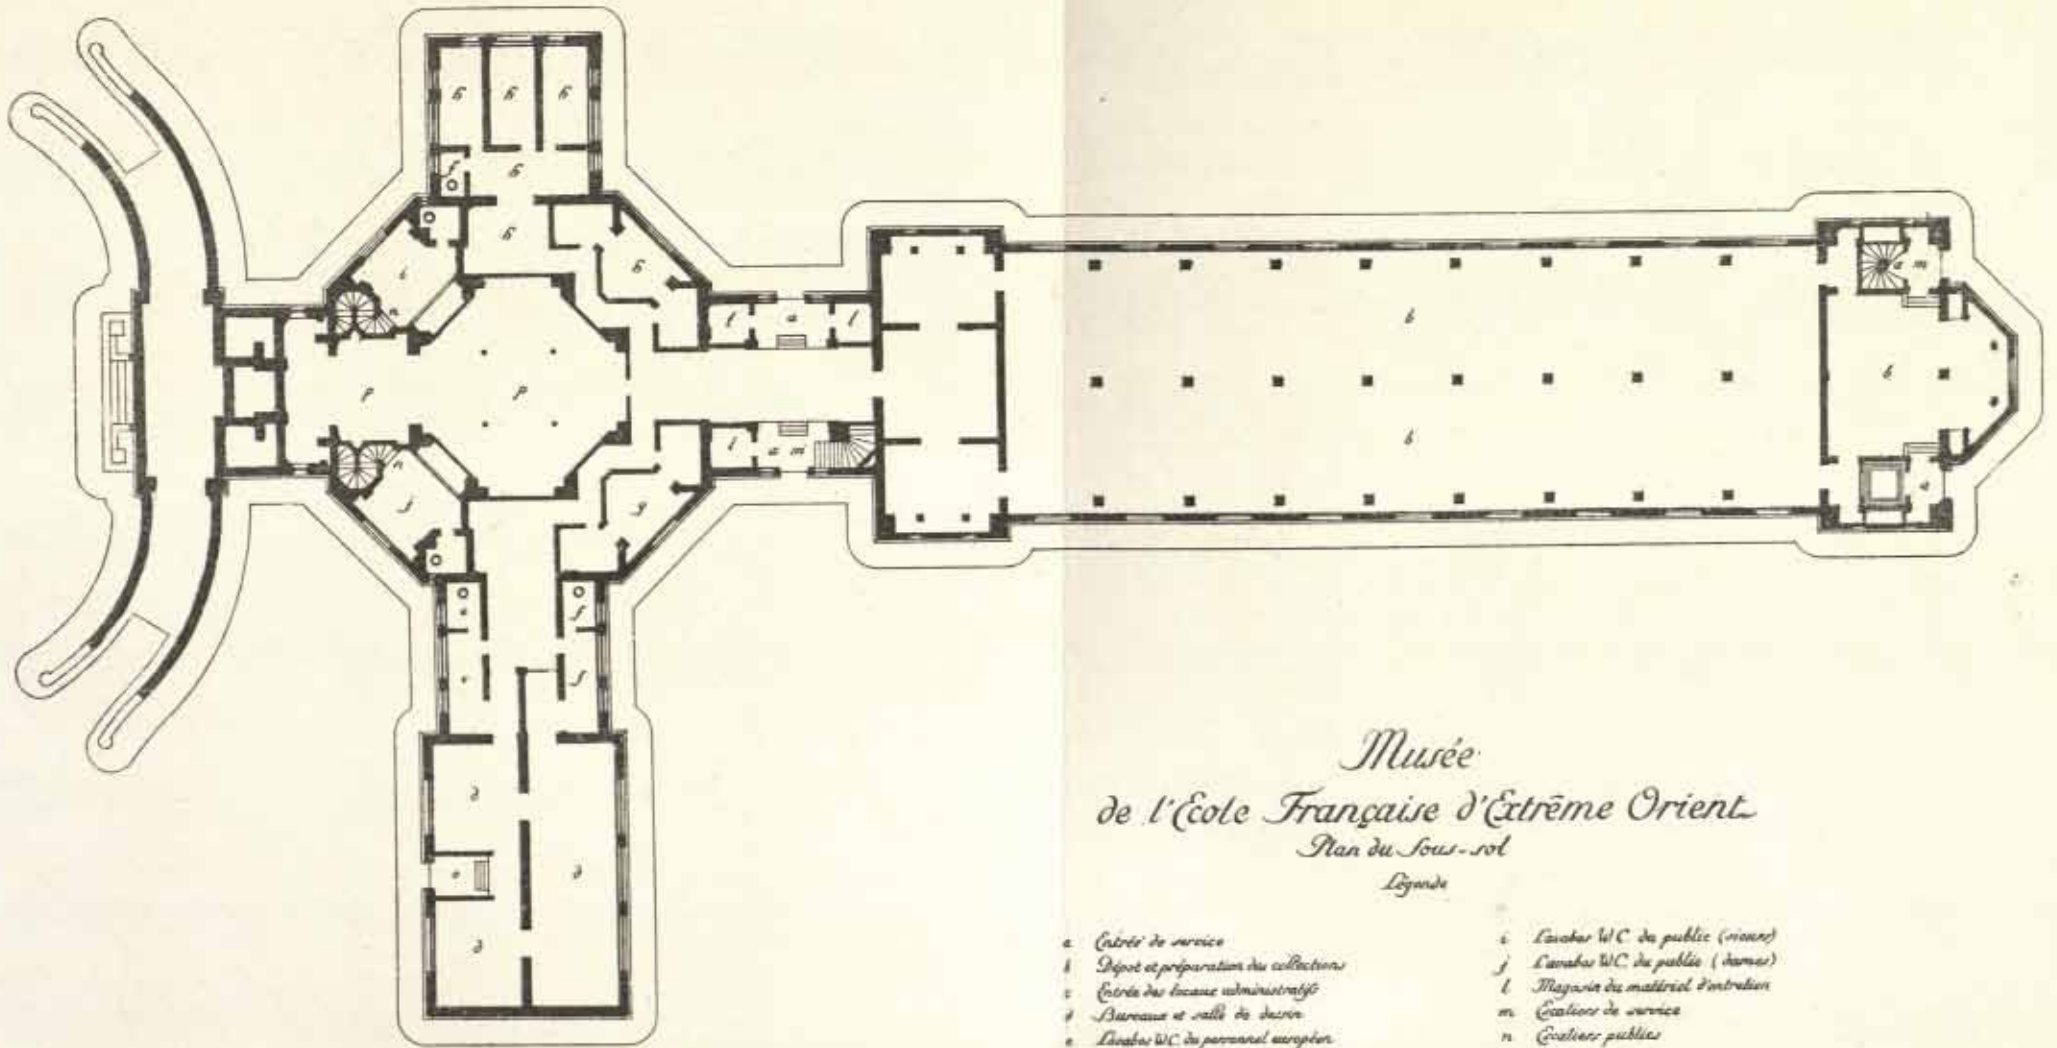 Musée
de l'Ecole Française d'Extrême Orient
Plan du Sous-sol
Légende
a Entrée de service
b Dépot et préparation des collections
c Entrée des locaux administratifs
d Bureaux et salle de dessin
e Lavabos W.C. du personnel européen
i Lavabos W.C. du public
j Lavabos W.C. du public (dames)
l Magasin du matériel d'entretien
m Escaliers de service
n Escaliers publics